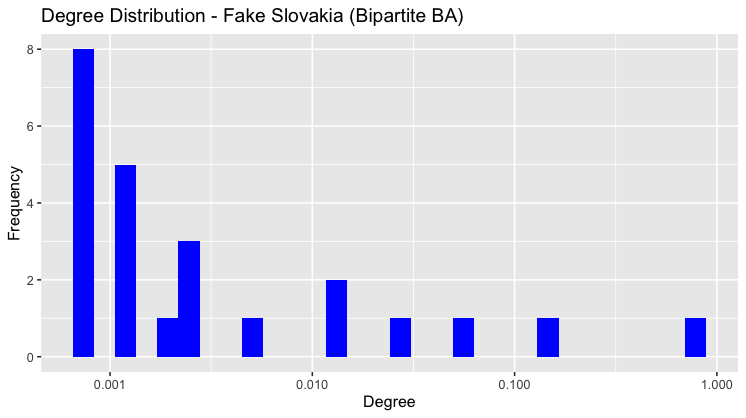 Degree Distribution - Fake Slovakia (Bipartite BA)
8
6
4
2
0
Frequency
0.001 0.010 0.100 1.000
Degree